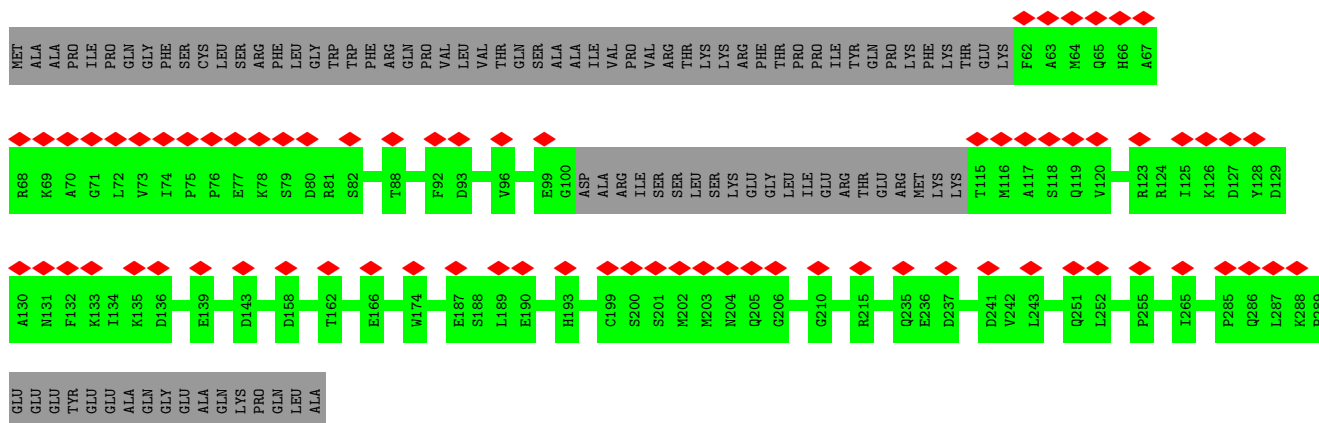 MET ALA ALA PRO ILE PRO GLN GLY PHE SER CYS LEU SER ARG PHE LEU GLY TRP TRP PHE ARG GLN PRO VAL LEU VAL THR GLN SER ALA ALA ILE VAL PRO VAL ARG THR LYS LYS ARG PHE THR PRO PRO ILE TYR GLN PRO LYS PHE LYS THR GLU LYS F62 A63 M64 Q65 H66 A67
R68 K69 A70 G71 L72 V73 I74 P75 P76 E77 K78 S79 D80 R81 S82 T88 F92 D93 V96 E99 G100 ASP ALA ARG ILE SER SER LEU SER LYS GLU GLY LEU ILE GLU ARG THR GLU ARG MET LYS LYS T115 M116 A117 S118 Q119 V120 R123 R124 I125 K126 D127 Y128 D129
A130 N131 F132 K133 I134 K135 D136 E139 D143 D158 T162 E166 W174 E187 S188 L189 E190 H193 C199 S200 S201 M202 M203 N204 Q205 G206 G210 R215 Q235 E236 D237 D241 V242 L243 Q251 L252 P255 I265 P285 Q286 L287 K288
GLU GLU GLU TYR GLU GLU ALA GLN GLY GLU ALA GLN LYS PRO GLN LEU ALA